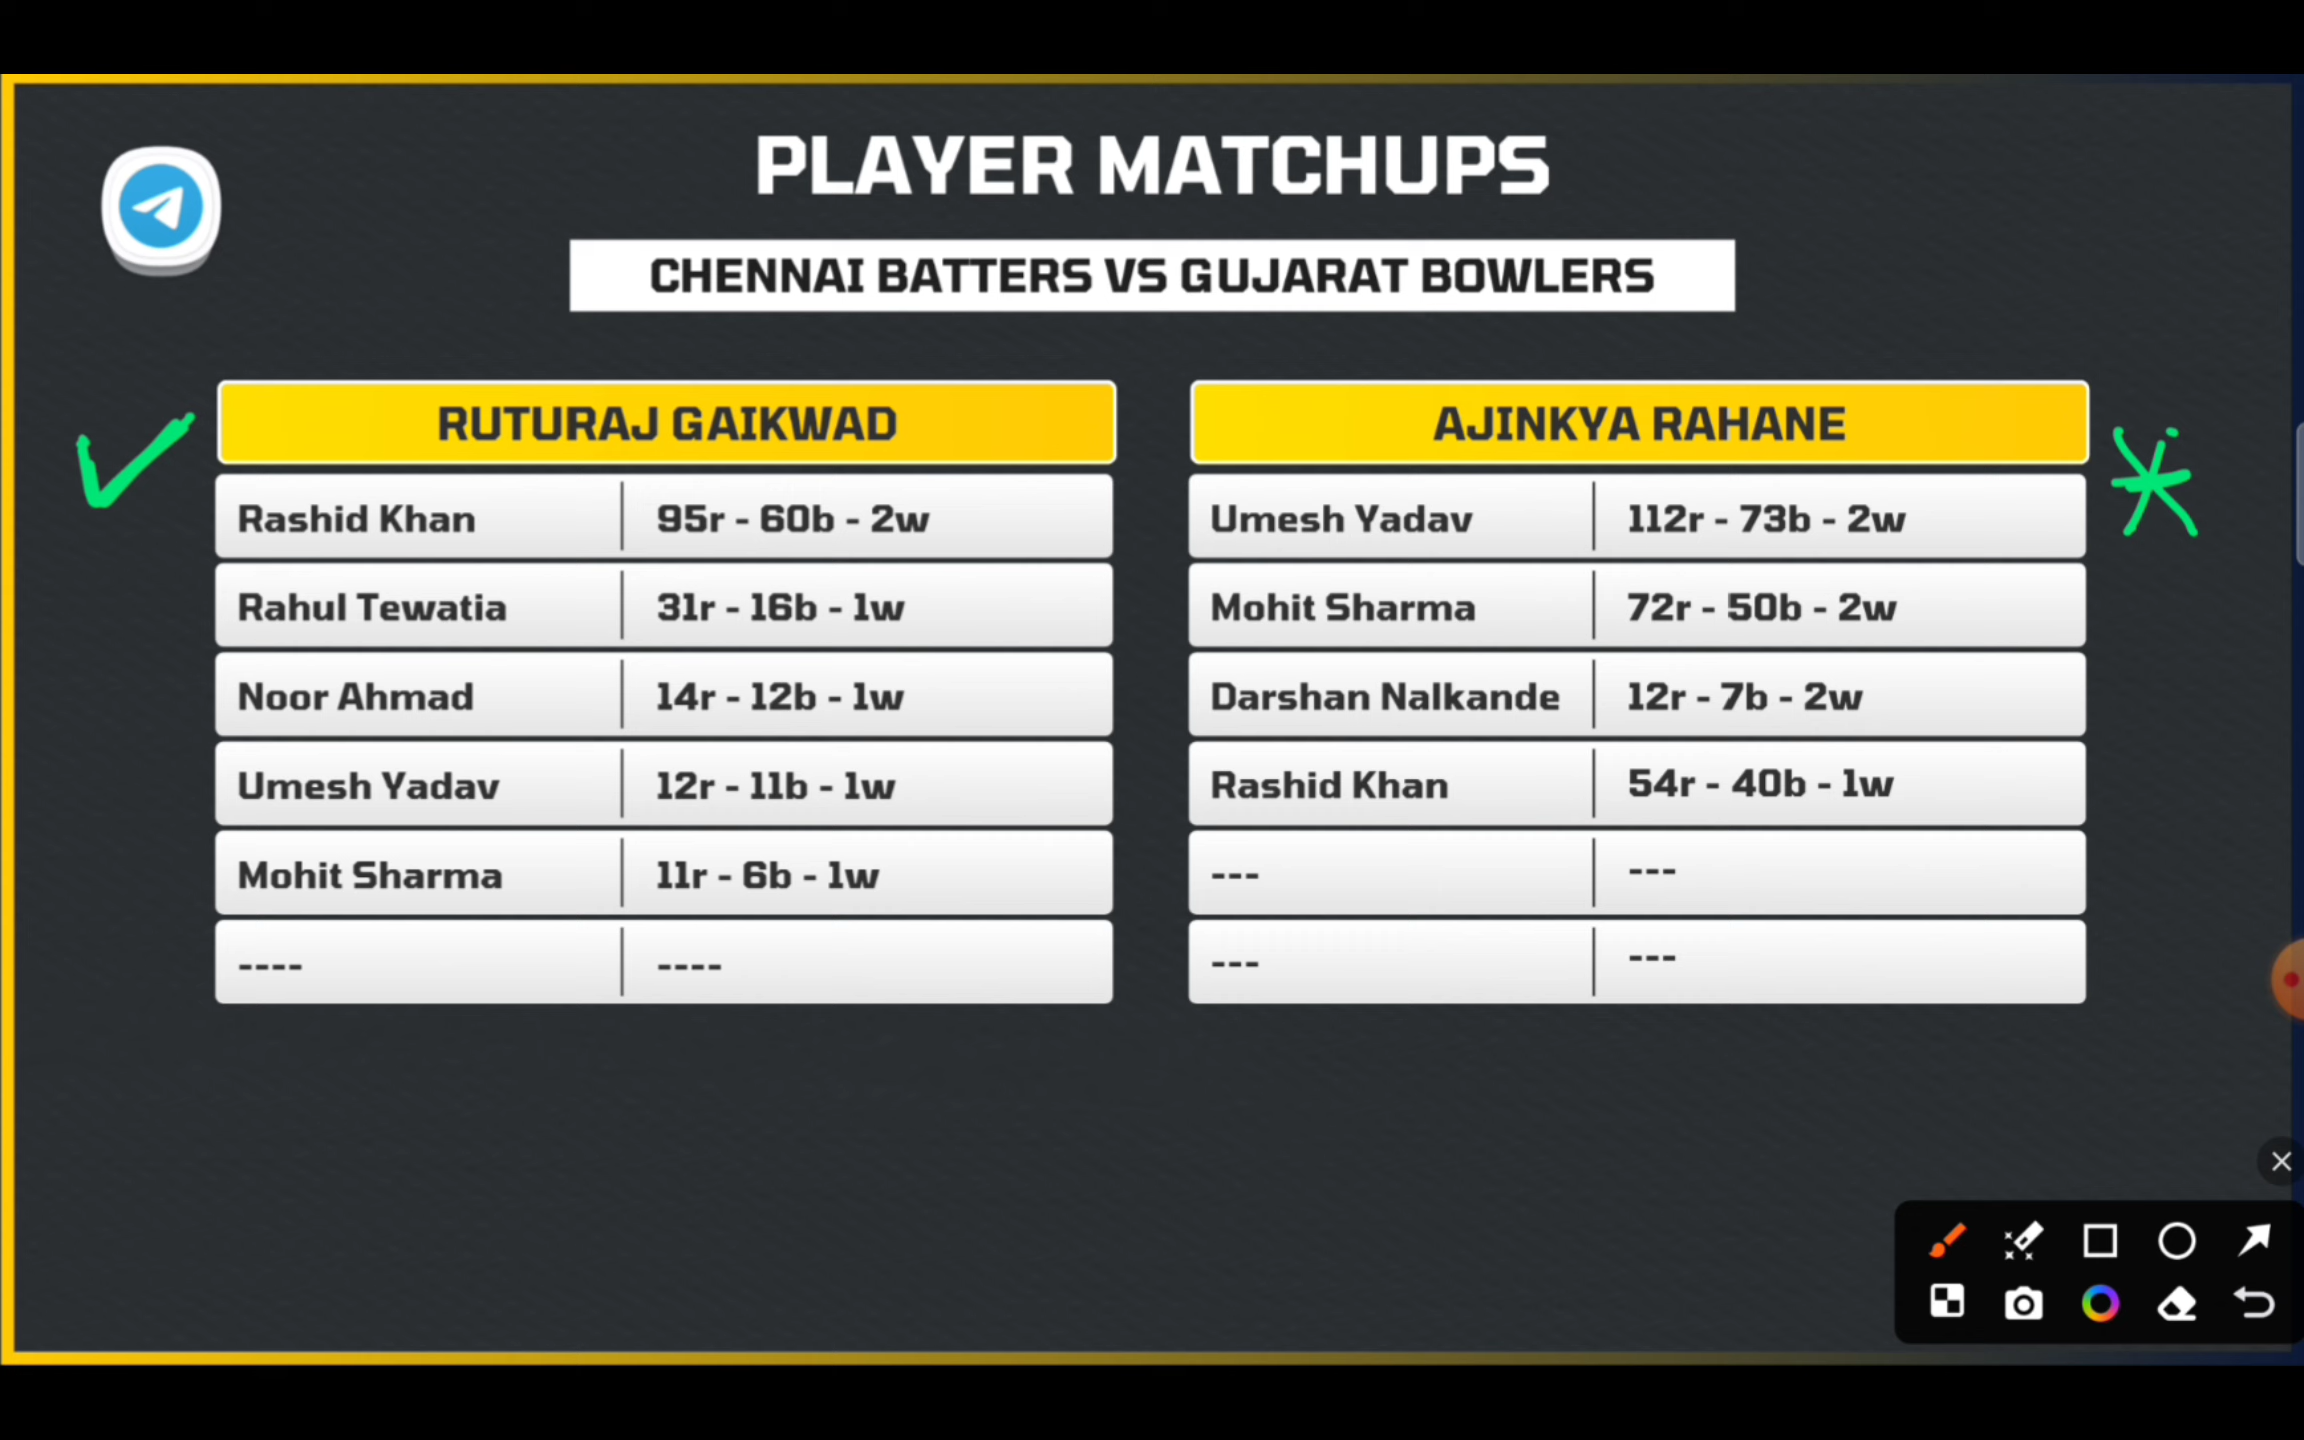 PLAYER MATCHUPS
CHENNAI BATTERS VS GUJARAT BOWLERS
RUTURAJ GAIKWAD
Rashid Khan 95r - 60b - 2w
Rahul Tewatia 31r - 16b - 1w
Noor Ahmad 14r - 12b - 1w
Umesh Yadav 12r - 11b - 1w
Mohit Sharma 11r - 6b - 1w
---- ----
AJINKYA RAHANE
Umesh Yadav 112r - 73b - 2w
Mohit Sharma 72r - 50b - 2w
Darshan Nalkande 12r - 7b - 2w
Rashid Khan 54r - 40b - 1w
--- ---
--- ---